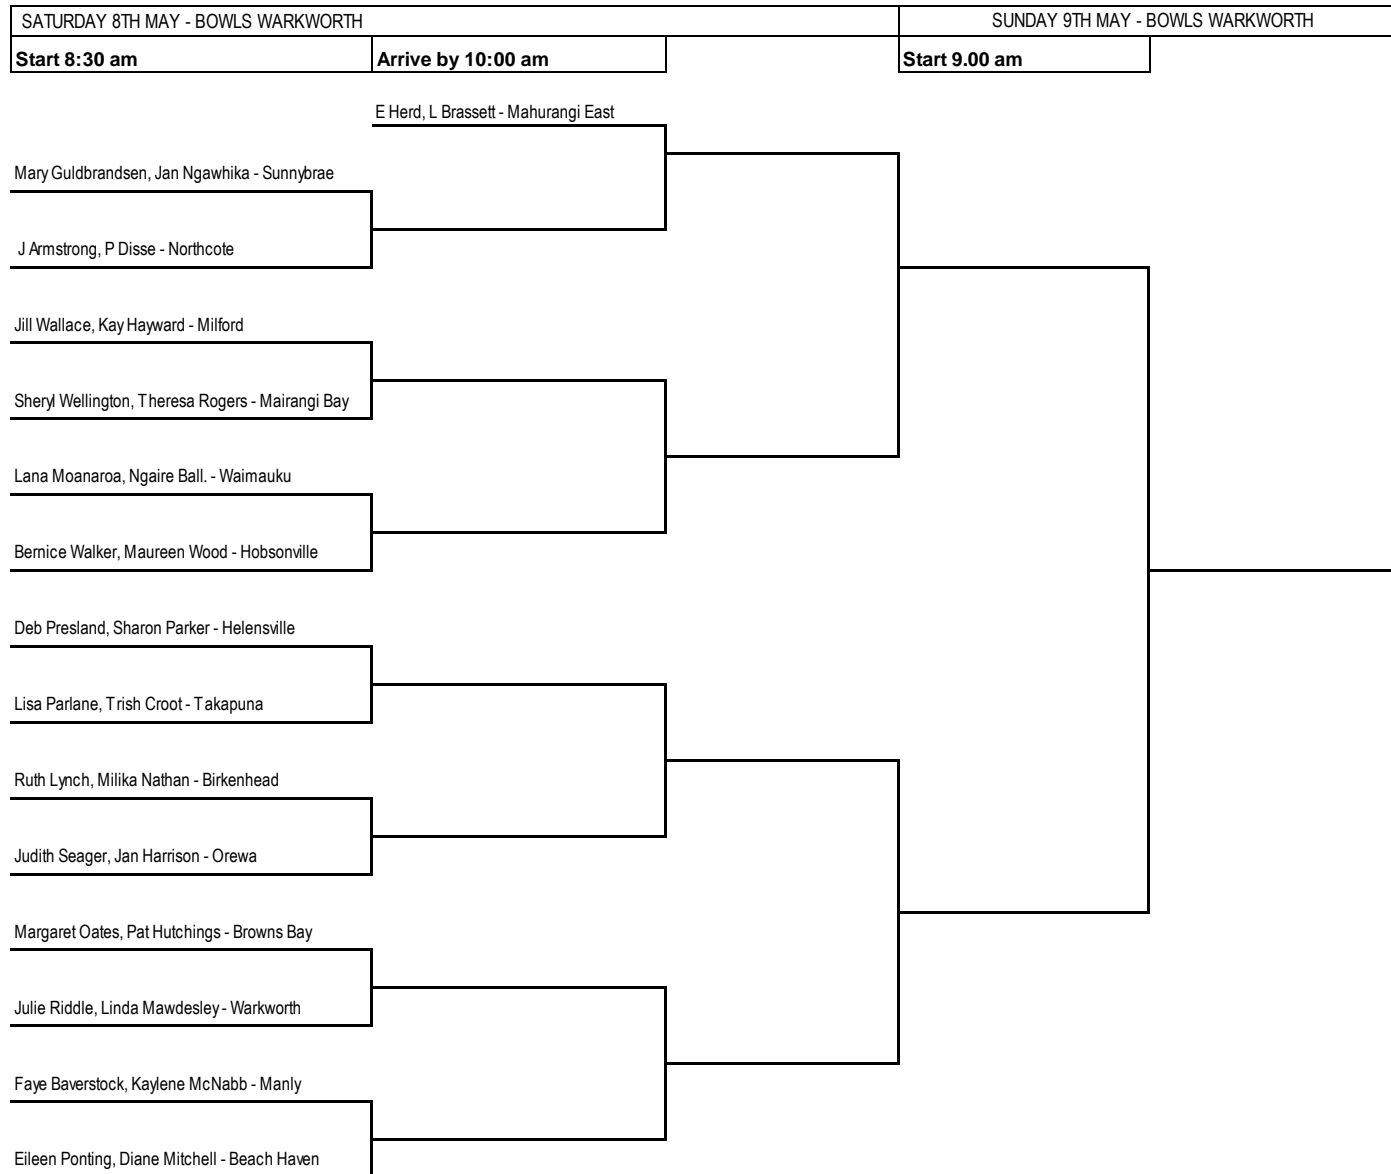 SATURDAY 8TH MAY - BOWLS WARKWORTH
SUNDAY 9TH MAY - BOWLS WARKWORTH
Start 8:30 am
Arrive by 10:00 am
Start 9.00 am
E Herd, L Brassett - Mahurangi East
Mary Guldbrandsen, Jan Ngawhika - Sunnybrae
J Armstrong, P Disse - Northcote
Jill Wallace, Kay Hayward - Milford
Sheryl Wellington, Theresa Rogers - Mairangi Bay
Lana Moanaroa, Ngaire Ball. - Waimauku
Bernice Walker, Maureen Wood - Hobsonville
Deb Presland, Sharon Parker - Helensville
Lisa Parlane, Trish Croot - Takapuna
Ruth Lynch, Milika Nathan - Birkenhead
Judith Seager, Jan Harrison - Orewa
Margaret Oates, Pat Hutchings - Browns Bay
Julie Riddle, Linda Mawdesley - Warkworth
Faye Baverstock, Kaylene McNabb - Manly
Eileen Ponting, Diane Mitchell - Beach Haven